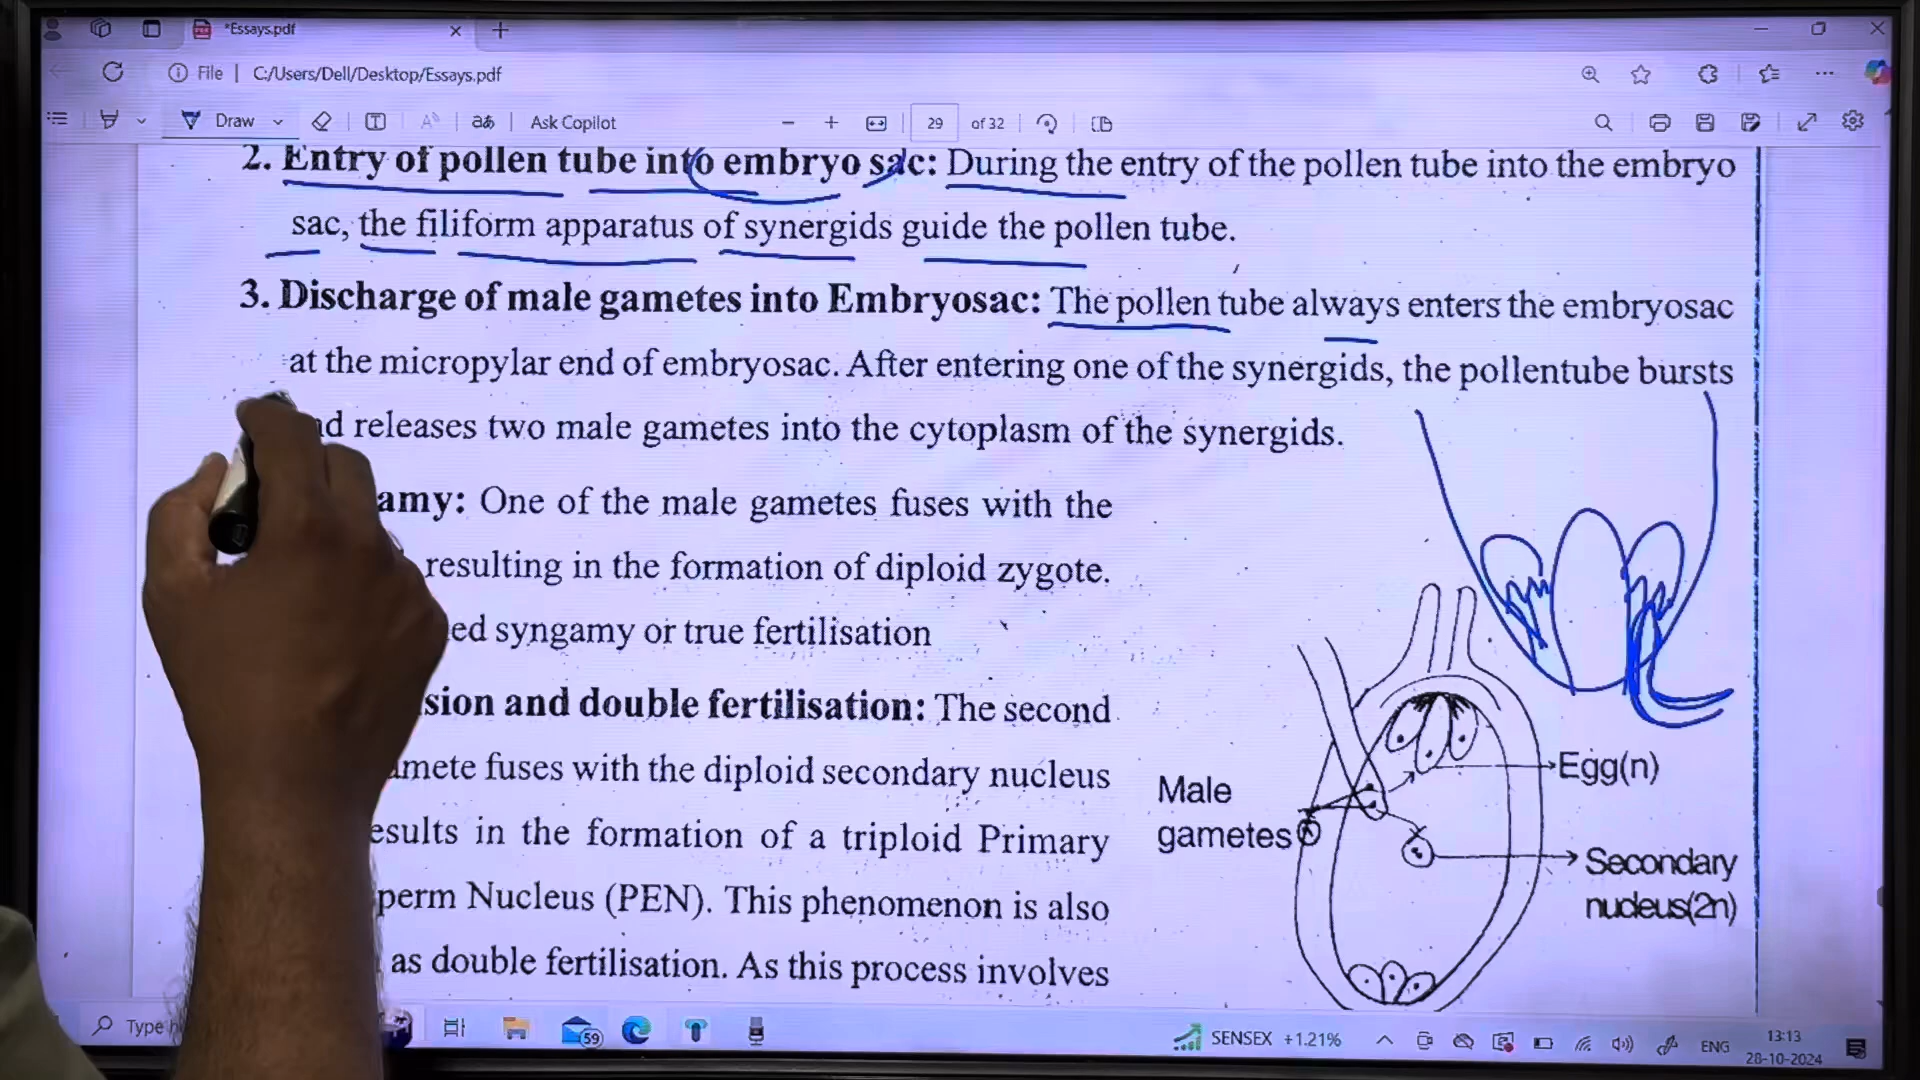 *Essays.pdf
File | C:/Users/Dell/Desktop/Essays.pdf
Draw
Ask Copilot
29 of 32
2. Entry of pollen tube into embryo sac: During the entry of the pollen tube into the embryo
sac, the filiform apparatus of synergids guide the pollen tube.
3. Discharge of male gametes into Embryosac: The pollen tube always enters the embryosac
at the micropylar end of embryosac. After entering one of the synergids, the pollentube bursts
releases two male gametes into the cytoplasm of the synergids.
amy: One of the male gametes fuses with the
resulting in the formation of diploid zygote.
ed syngamy or true fertilisation
sion and double fertilisation: The second
amete fuses with the diploid secondary nucleus
esults in the formation of a triploid Primary
perm Nucleus (PEN). This phenomenon is also
as double fertilisation. As this process involves
Male
gametes
Egg(n)
Secondary
nucleus(2n)
Type
59
SENSEX +1.21%
ENG
13:13
28-10-2024